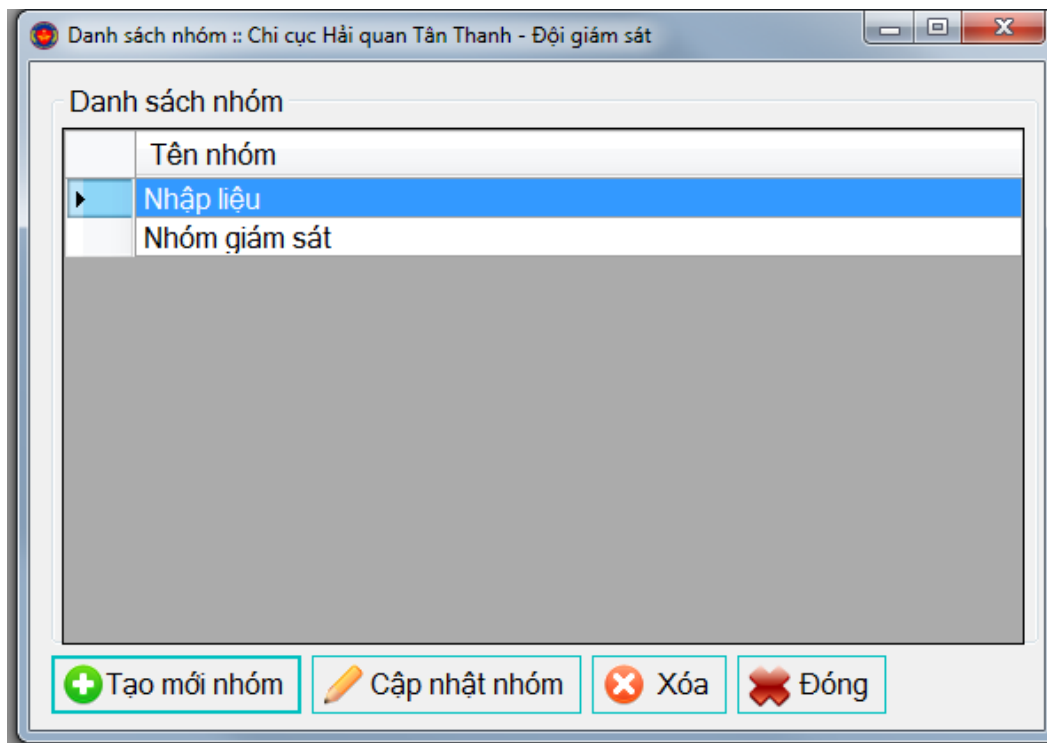 Danh sách nhóm :: Chi cục Hải quan Tân Thanh - Đội giám sát
Danh sách nhóm
Tên nhóm
Nhập liệu
Nhóm giám sát
Tạo mới nhóm Cập nhật nhóm Xóa Đóng